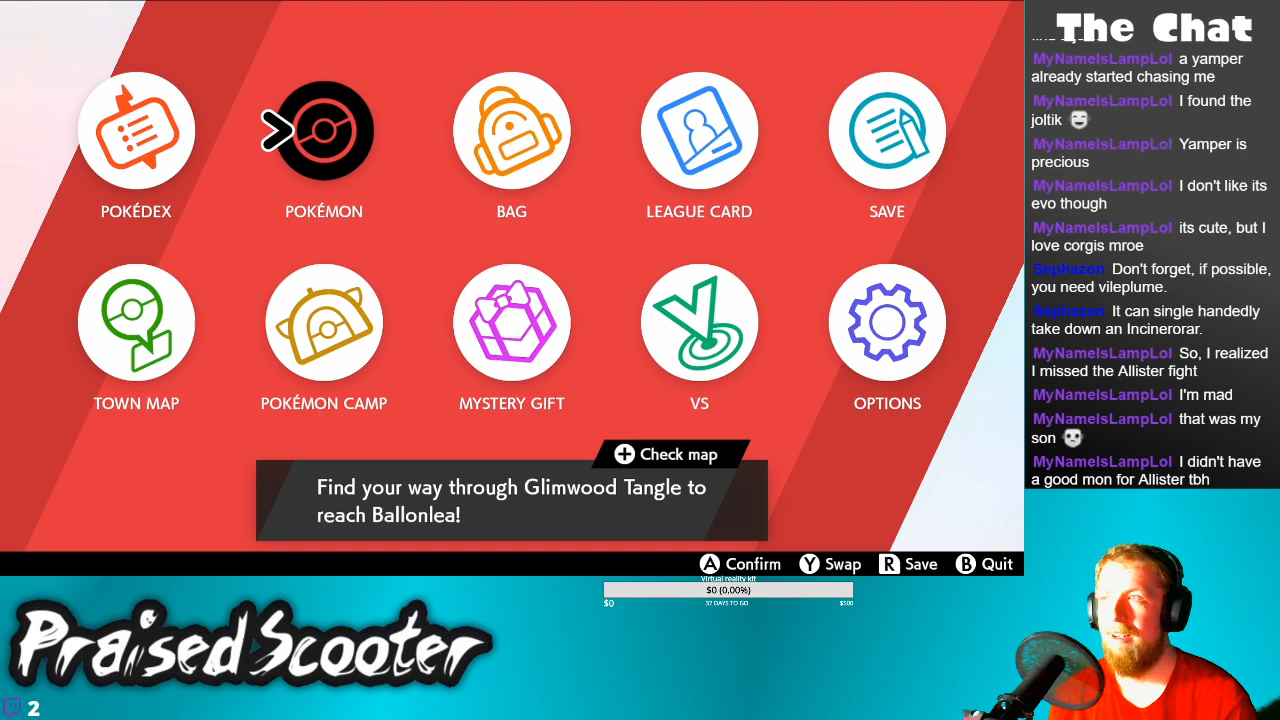 The Chat
MyNameIsLampLol a yamper
already started chasing me
MyNameIsLampLol I found the
joltik
MyNameIsLampLol Yamper is
precious
MyNameIsLampLol I don't like its
evo though
MyNameIsLampLol its cute, but I
love corgis mroe
Sephazon Don't forget, if possible,
you need vileplume.
Sephazon It can single handedly
take down an Incinerorar.
MyNameIsLampLol So, I realized
I missed the Allister fight
MyNameIsLampLol I'm mad
MyNameIsLampLol that was my
son
MyNameIsLampLol I didn't have
a good mon for Allister tbh
POKÉDEX
POKÉMON
BAG
LEAGUE CARD
SAVE
TOWN MAP
POKÉMON CAMP
MYSTERY GIFT
VS
OPTIONS
Check map
Find your way through Glimwood Tangle to
reach Ballonlea!
A Confirm Y Swap R Save B Quit
Virtual reality kit
$0 (0.00%)
$0 37 DAYS TO GO $500
Praised Scooter
2